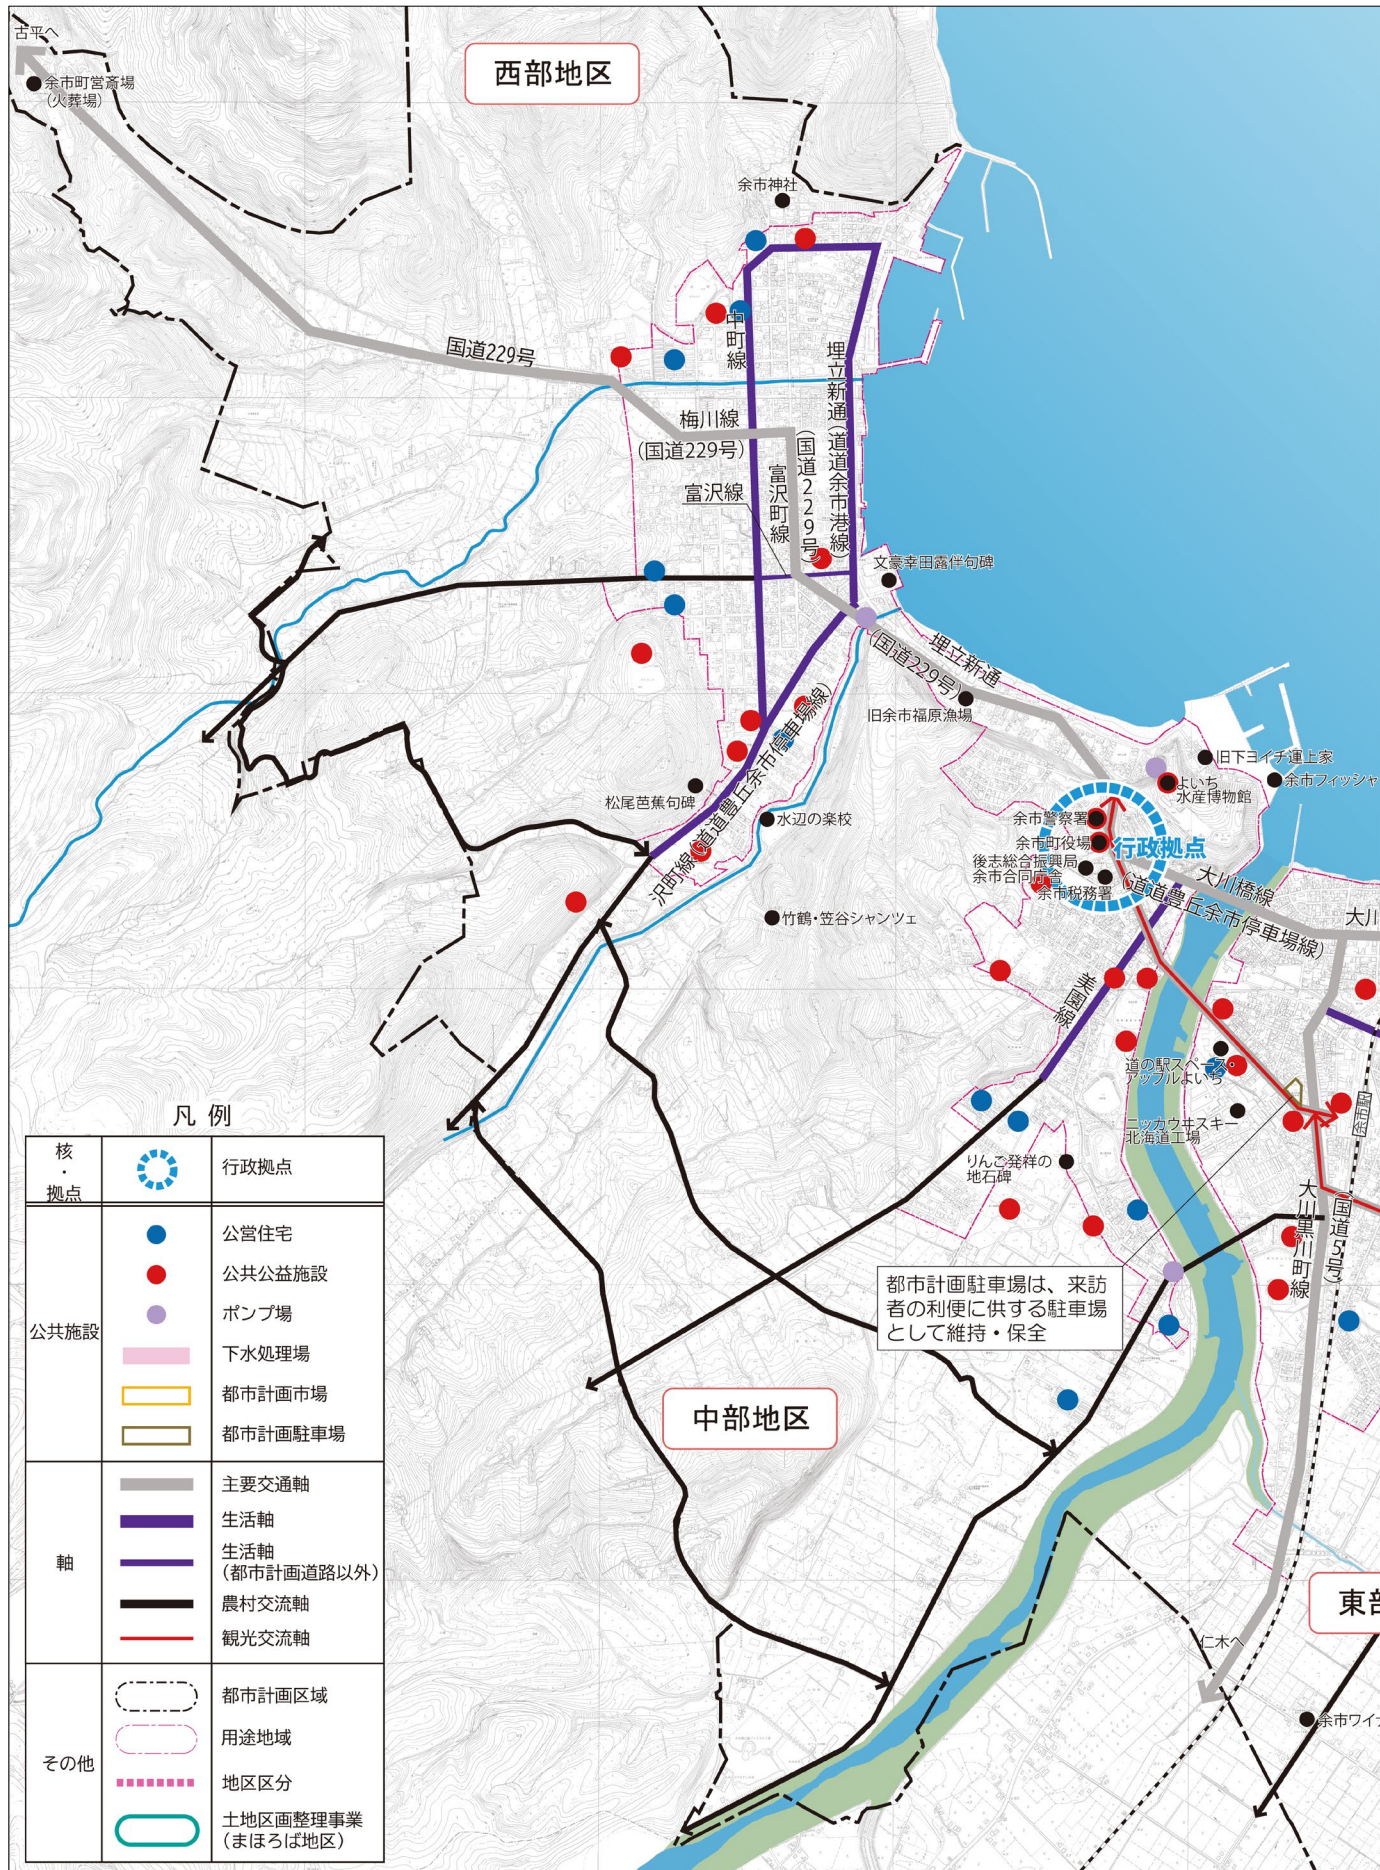 古平へ
余市町営斎場
（火葬場）
西部地区
余市神社
国道229号
中町線
埋立新通（道道余市港線）
梅川線
（国道229号）
富沢線
富沢町線
（国道229号）
文豪幸田露伴句碑
埋立新通
（国道229号）
旧余市福原漁場
旧下ヨイチ運上家
余市フィッシャ
よいち
水産博物館
余市警察署
余市町役場
行政拠点
後志総合振興局
余市合同庁舎
余市税務署
大川橋線
（道道豊丘余市停車場線）
大川
松尾芭蕉句碑
水辺の楽校
沢町線（道道豊丘余市停車場線）
竹鶴・笠谷シャンツェ
美園線
道の駅スペース・
アップルよいち
余市駅
ニッカウヰスキー
北海道工場
りんご発祥の
地石碑
大川黒川町線
（国道5号）
都市計画駐車場は、来訪
者の利便に供する駐車場
として維持・保全
中部地区
東部
仁木へ
余市ワイナ
凡 例
核・拠点
行政拠点
公共施設
公営住宅
公共公益施設
ポンプ場
下水処理場
都市計画市場
都市計画駐車場
軸
主要交通軸
生活軸
生活軸
（都市計画道路以外）
農村交流軸
観光交流軸
その他
都市計画区域
用途地域
地区区分
土地区画整理事業
（まほろば地区）